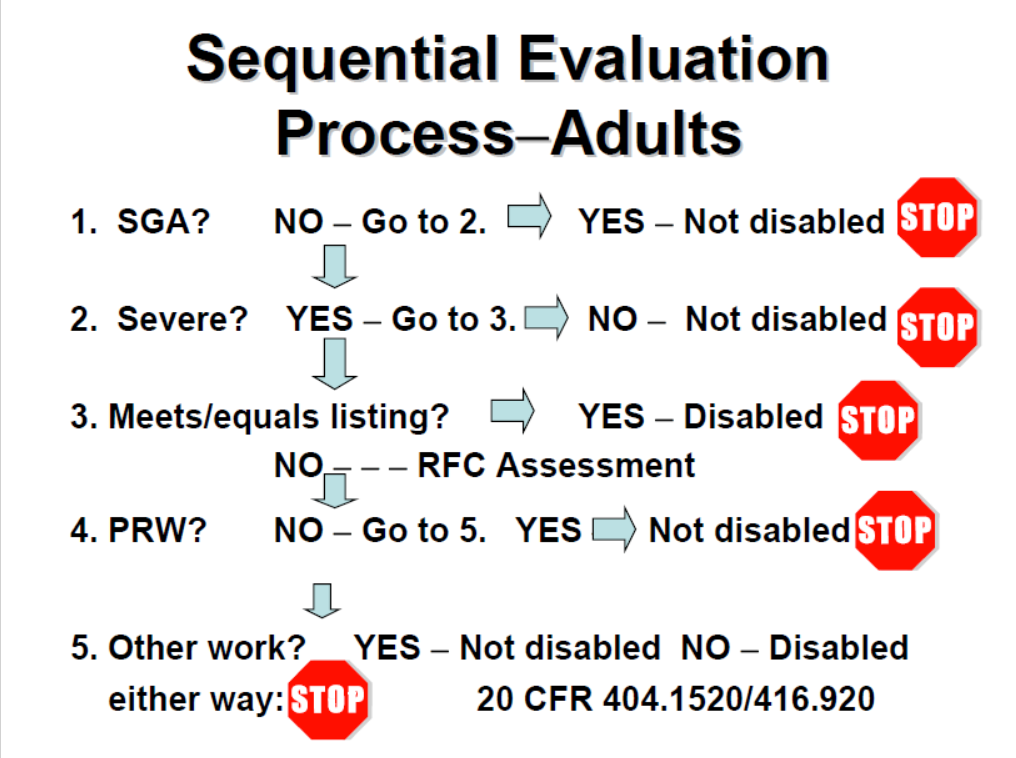 Sequential Evaluation
Process–Adults
1. SGA? NO – Go to 2. YES – Not disabled STOP
2. Severe? YES – Go to 3. NO – Not disabled STOP
3. Meets/equals listing? YES – Disabled STOP
NO – – – RFC Assessment
4. PRW? NO – Go to 5. YES Not disabled STOP
5. Other work? YES – Not disabled NO – Disabled
either way: STOP 20 CFR 404.1520/416.920